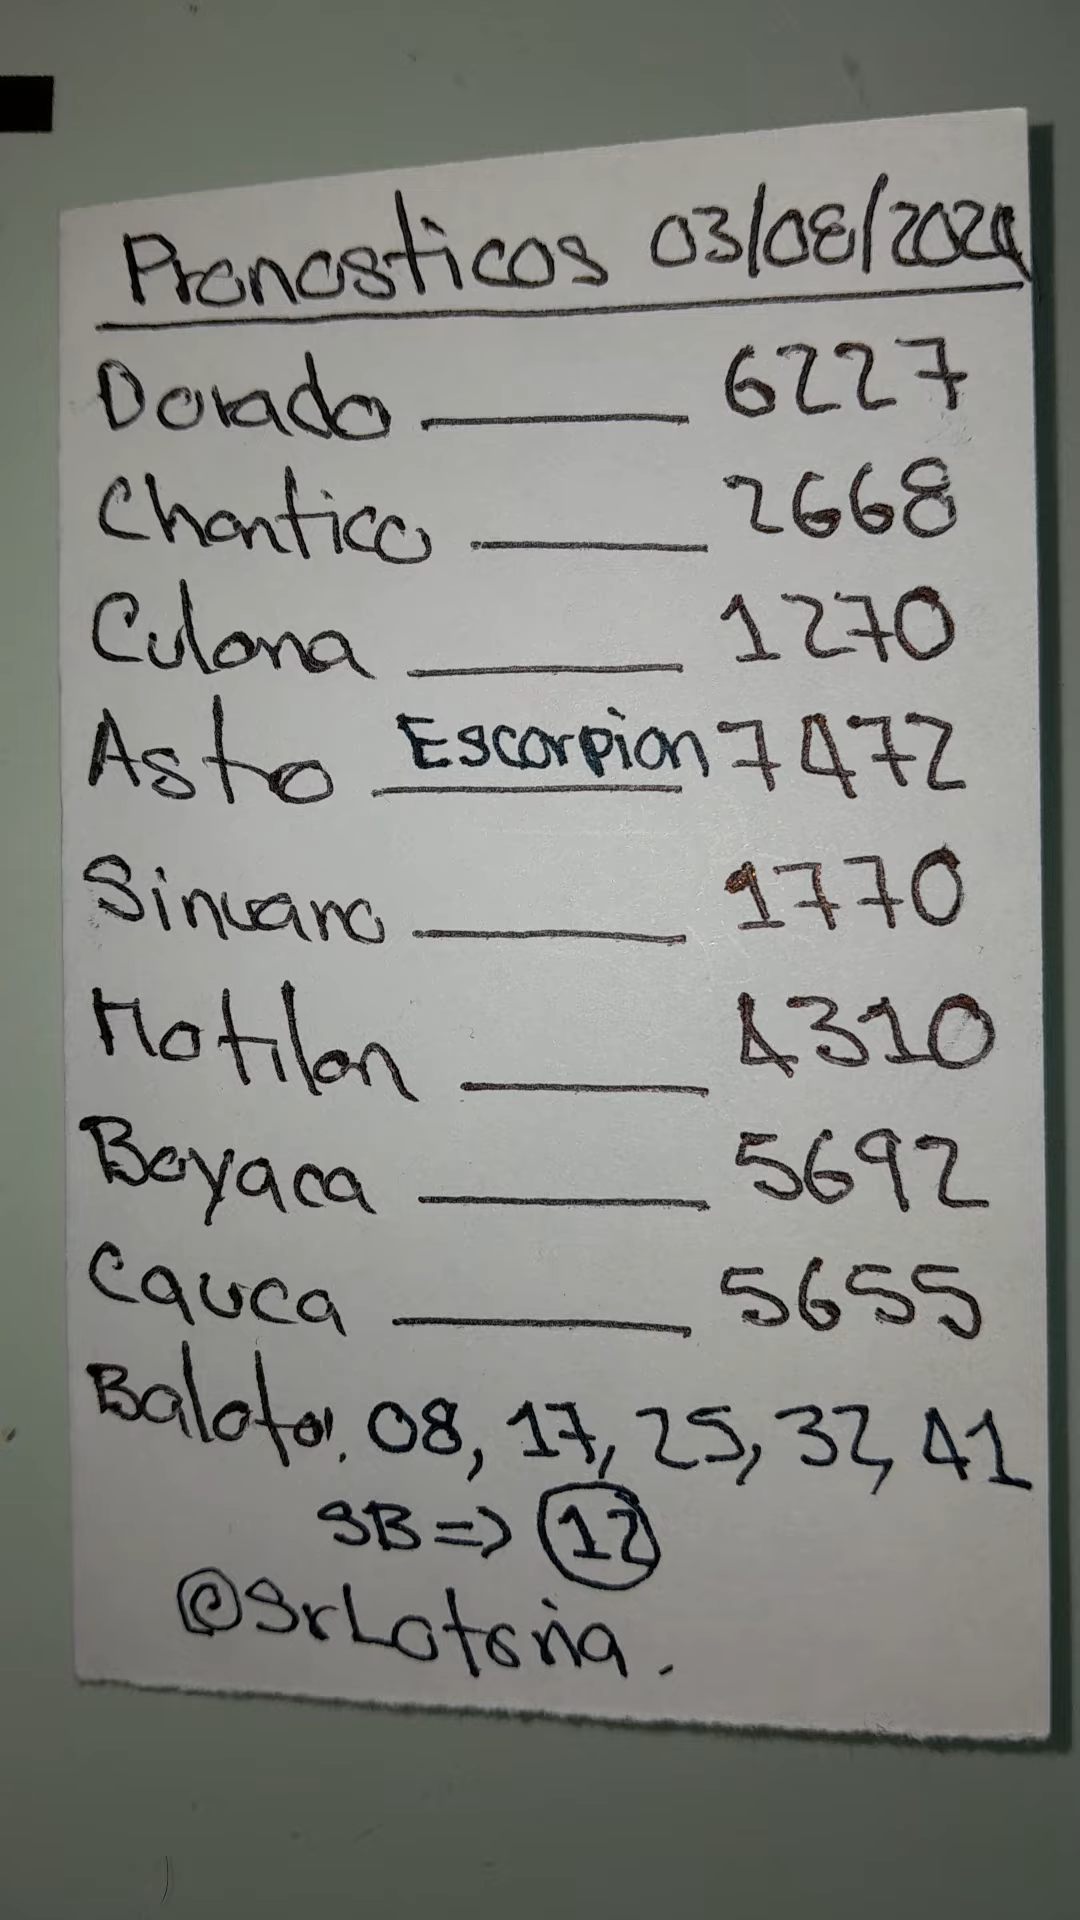 Pronosticos 03/08/2024
Dorado 6227
Chontico 2668
Culona 1270
Astro Escorpion 7472
Sinuano 1770
Motilon 4310
Boyaca 5692
Cauca 5655
Baloto: 08, 17, 25, 32, 41
SB => 12
@SrLoteria.